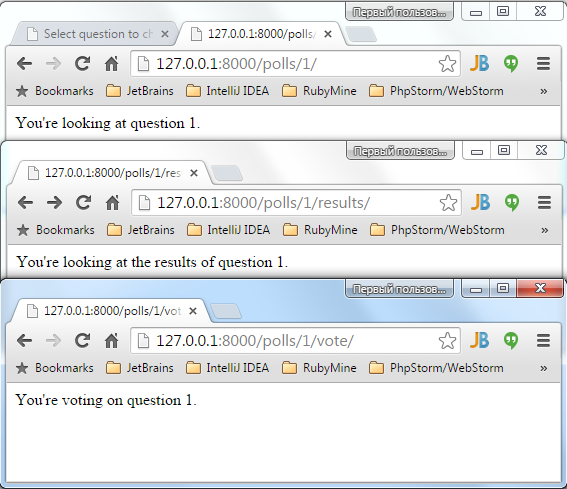 Первый пользов...
Select question to ch
127.0.0.1:8000/polls/
127.0.0.1:8000/polls/1/
Bookmarks JetBrains IntelliJ IDEA RubyMine PhpStorm/WebStorm »
You're looking at question 1.
Первый пользов...
127.0.0.1:8000/polls/1/res
127.0.0.1:8000/polls/1/results/
Bookmarks JetBrains IntelliJ IDEA RubyMine PhpStorm/WebStorm »
You're looking at the results of question 1.
Первый пользов...
127.0.0.1:8000/polls/1/vot
127.0.0.1:8000/polls/1/vote/
Bookmarks JetBrains IntelliJ IDEA RubyMine PhpStorm/WebStorm »
You're voting on question 1.